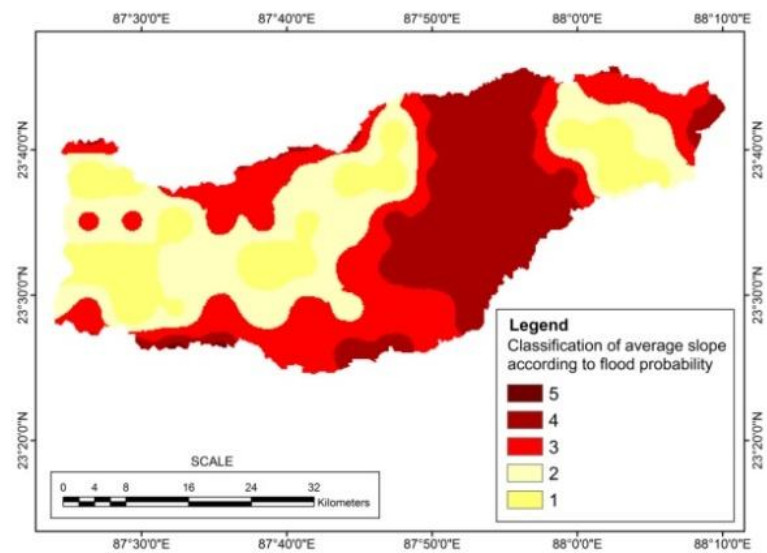 87°30'0"E 87°40'0"E 87°50'0"E 88°0'0"E 88°10'0"E
23°40'0"N 23°40'0"N
23°30'0"N 23°30'0"N
23°20'0"N 23°20'0"N
Legend
Classification of average slope
according to flood probability
5
4
3
2
1
SCALE
0 4 8 16 24 32
Kilometers
87°30'0"E 87°40'0"E 87°50'0"E 88°0'0"E 88°10'0"E